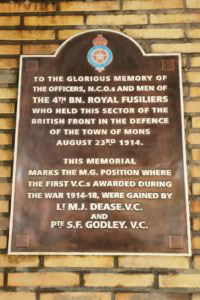 TO THE GLORIOUS MEMORY OF
THE OFFICERS, N.C.Os AND MEN OF
THE 4TH BN. ROYAL FUSILIERS
WHO HELD THIS SECTOR OF THE
BRITISH FRONT IN THE DEFENCE
OF THE TOWN OF MONS
AUGUST 23RD 1914.
THIS MEMORIAL
MARKS THE M.G. POSITION WHERE
THE FIRST V.C.s AWARDED DURING
THE WAR 1914-18, WERE GAINED BY
LT M.J. DEASE.V.C.
AND
PTE S.F. GODLEY. V.C.